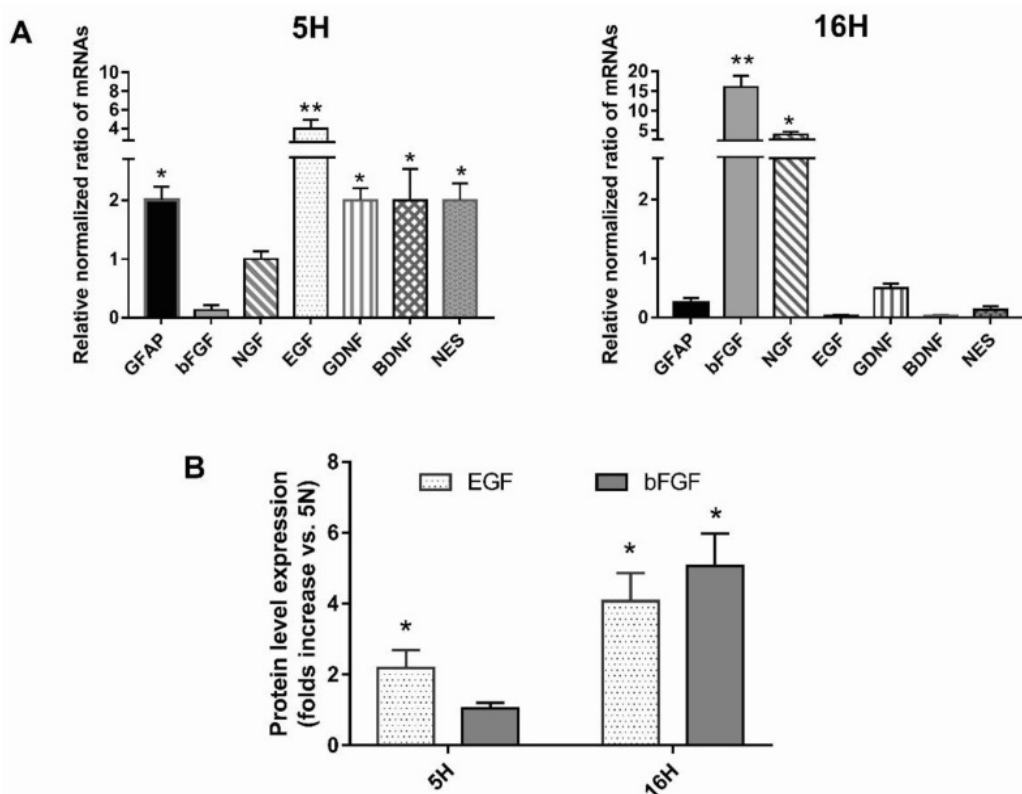 A
5H
Relative normalized ratio of mRNAs
10
8
6
4
2
1
0
*
**
*
*
*
GFAP
bFGF
NGF
EGF
GDNF
BDNF
NES
16H
Relative normalized ratio of mRNAs
20
15
10
5
2
1
0
**
*
GFAP
bFGF
NGF
EGF
GDNF
BDNF
NES
B
Protein level expression
(folds increase vs. 5N)
8
6
4
2
0
EGF
bFGF
*
*
*
5H
16H